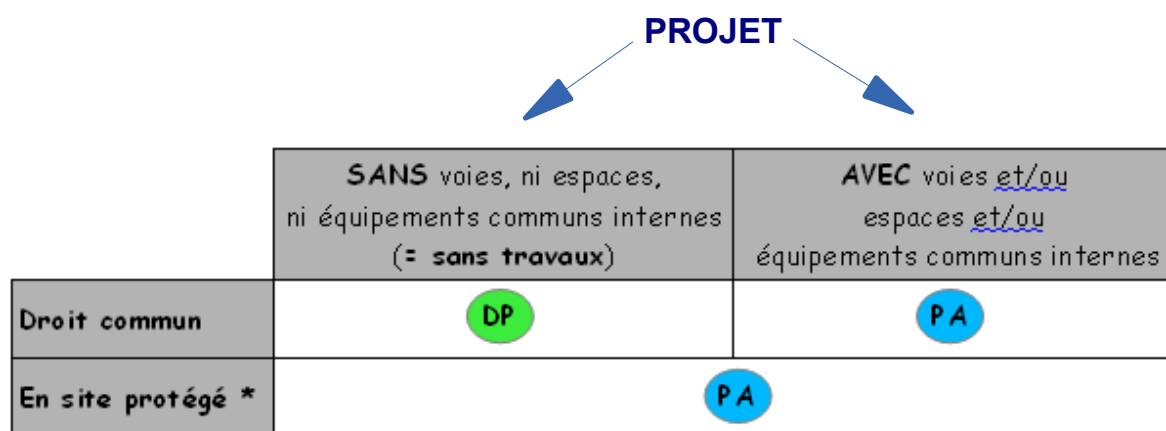 PROJET
SANS voies, ni espaces,
ni équipements communs internes
(= sans travaux)
AVEC voies et/ou
espaces et/ou
équipements communs internes
Droit commun
DP
PA
En site protégé *
PA